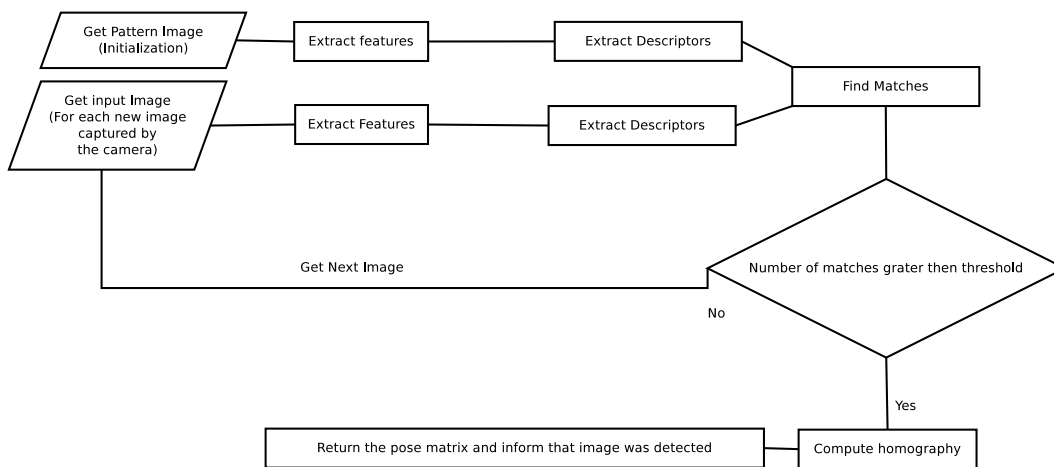 Get Pattern Image
(Initialization)
Extract features
Extract Descriptors
Find Matches
Get input Image
(For each new image
captured by
the camera)
Extract Features
Extract Descriptors
Number of matches grater then threshold
Get Next Image
No
Yes
Compute homography
Return the pose matrix and inform that image was detected